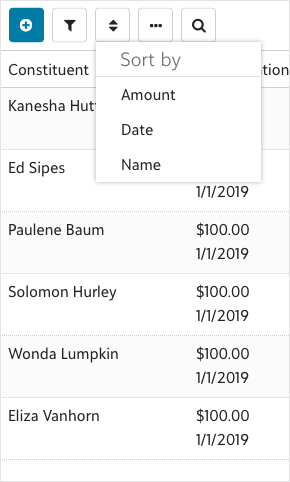 Sort by
Constituent
Amount
Kanesha
Date
Name
Ed Sipes
1/1/2019
Paulene Baum $100.00
1/1/2019
Solomon Hurley $100.00
1/1/2019
Wonda Lumpkin $100.00
1/1/2019
Eliza Vanhorn $100.00
1/1/2019